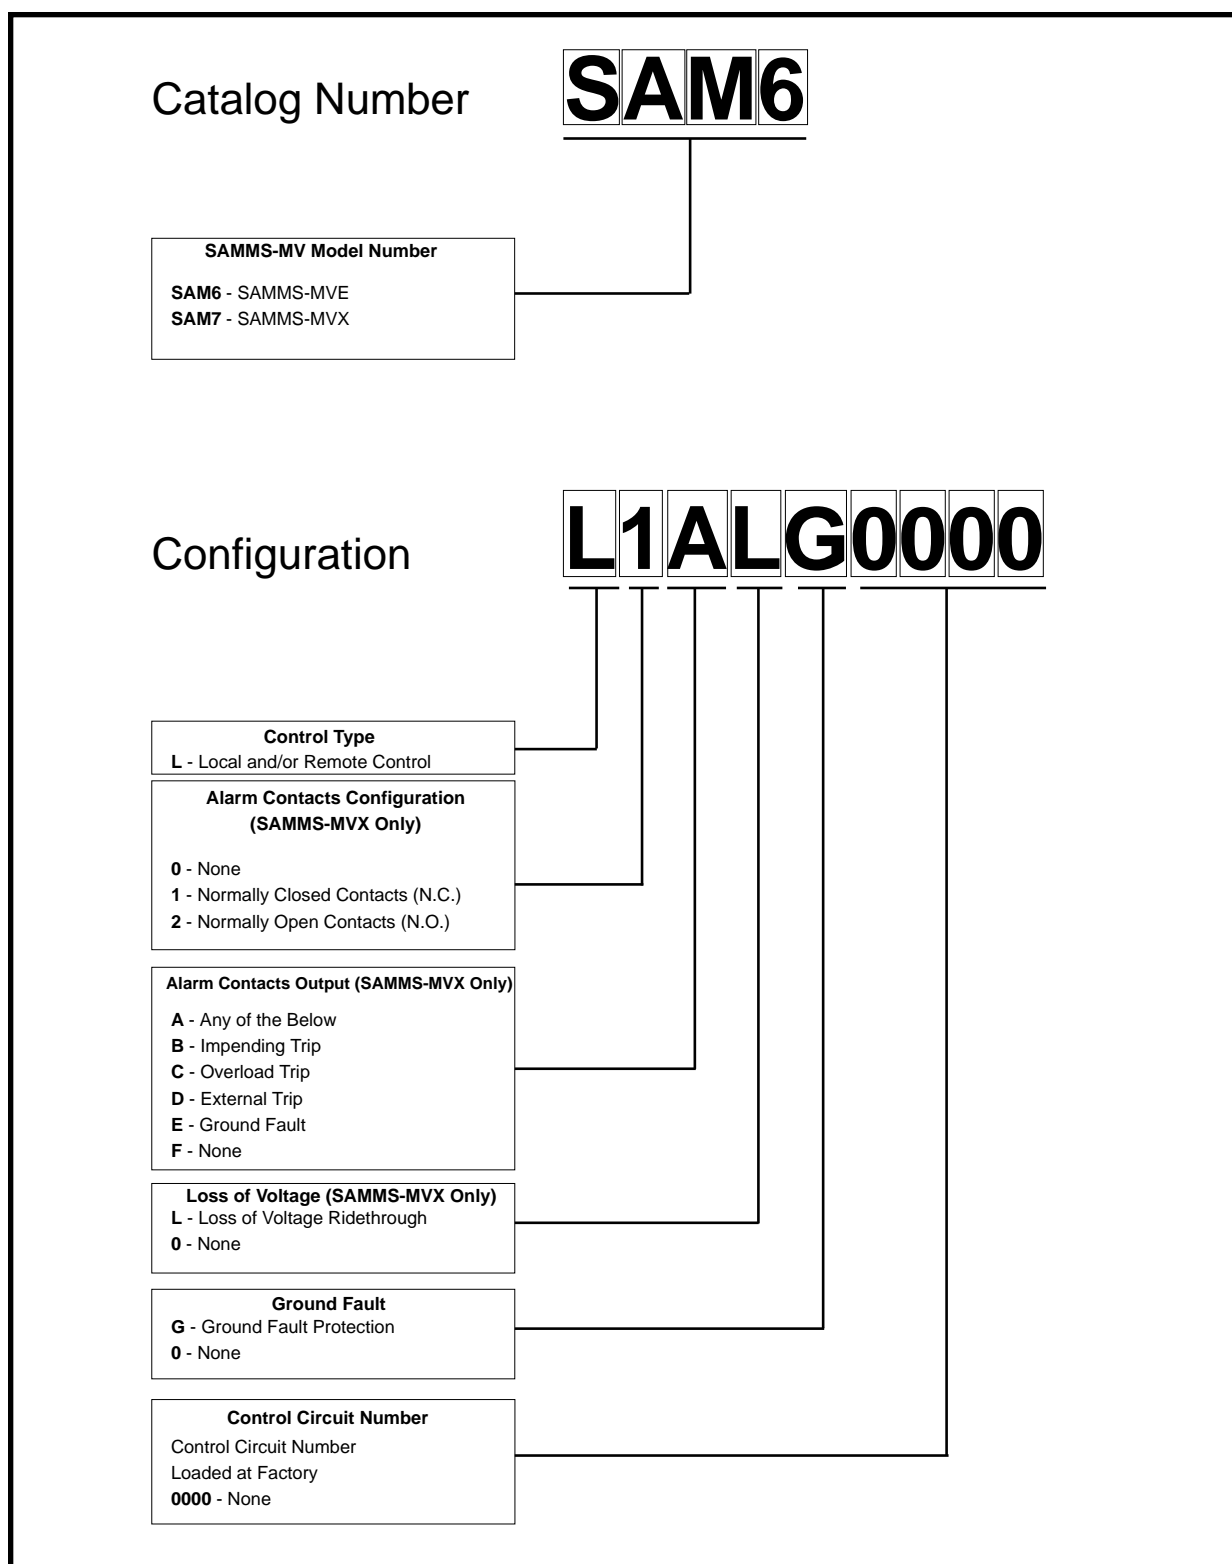 Catalog Number SAM6
SAMMS-MV Model Number
SAM6 - SAMMS-MVE
SAM7 - SAMMS-MVX
Configuration L1ALG0000
Control Type
L - Local and/or Remote Control
Alarm Contacts Configuration
(SAMMS-MVX Only)
0 - None
1 - Normally Closed Contacts (N.C.)
2 - Normally Open Contacts (N.O.)
Alarm Contacts Output (SAMMS-MVX Only)
A - Any of the Below
B - Impending Trip
C - Overload Trip
D - External Trip
E - Ground Fault
F - None
Loss of Voltage (SAMMS-MVX Only)
L - Loss of Voltage Ridethrough
0 - None
Ground Fault
G - Ground Fault Protection
0 - None
Control Circuit Number
Control Circuit Number
Loaded at Factory
0000 - None